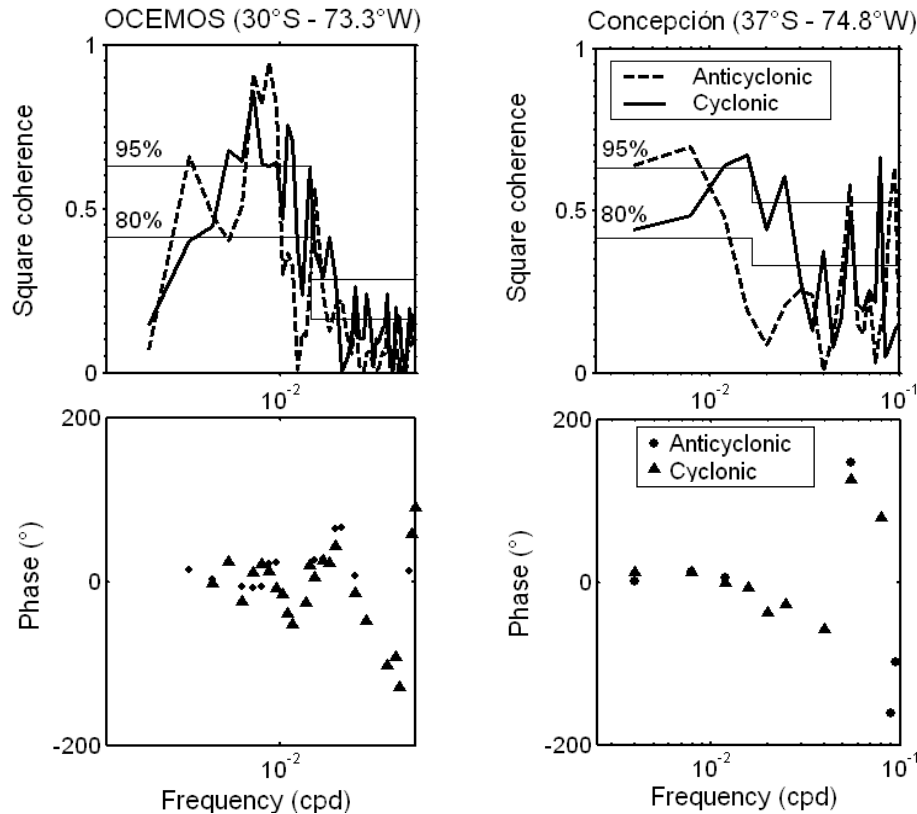 OCEMOS (30°S - 73.3°W)
Concepción (37°S - 74.8°W)
1
0.5
0
Square coherence
95%
80%
10-2
1
0.5
0
Square coherence
95%
80%
Anticyclonic
Cyclonic
10-2
10-1
200
0
-200
Phase (°)
10-2
Frequency (cpd)
200
0
-200
Phase (°)
Anticyclonic
Cyclonic
10-2
10-1
Frequency (cpd)